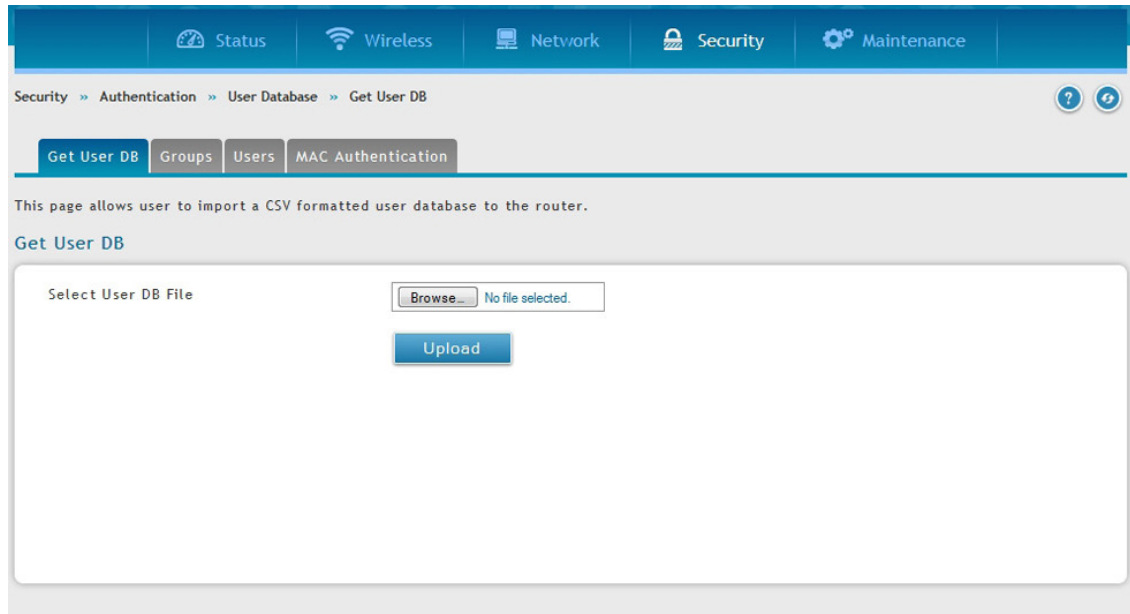 Status Wireless Network Security Maintenance
Security » Authentication » User Database » Get User DB
Get User DB Groups Users MAC Authentication
This page allows user to import a CSV formatted user database to the router.
Get User DB
Select User DB File Browse... No file selected.
Upload